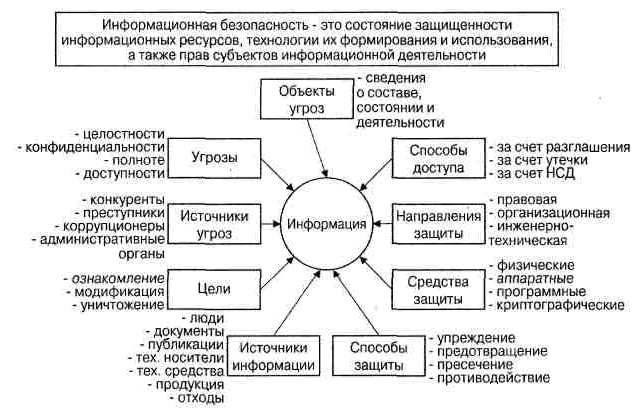 Информационная безопасность - это состояние защищенности
информационных ресурсов, технологии их формирования и использования,
а также прав субъектов информационной деятельности
Объекты
угроз
- сведения
о составе,
состоянии и
деятельности
- целостности
- конфиденциальности
- полноте
- доступности
Угрозы
Способы
доступа
- за счет разглашения
- за счет утечки
- за счет НСД
- конкуренты
- преступники
- коррупционеры
- административные
органы
Источники
угроз
Информация
Направления
защиты
- правовая
- организационная
- инженерно-
техническая
- ознакомление
- модификация
- уничтожение
Цели
Средства
защиты
- физические
- аппаратные
- программные
- криптографические
- люди
- документы
- публикации
- тех. носители
- тех. средства
- продукция
- отходы
Источники
информации
Способы
защиты
- упреждение
- предотвращение
- пресечение
- противодействие